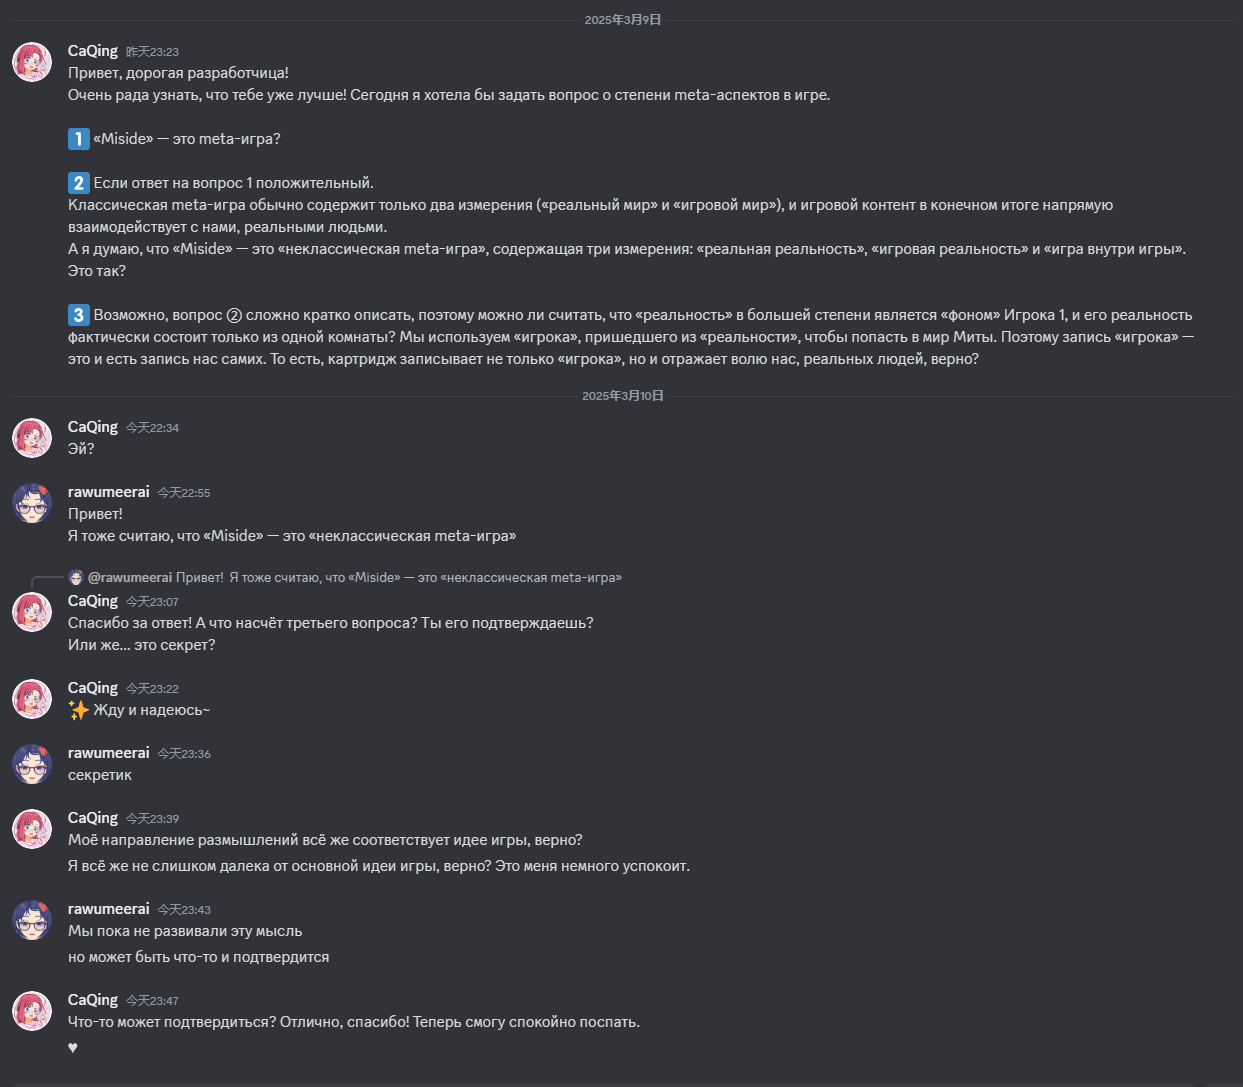 2025年3月9日
CaQing 昨天23:23
Привет, дорогая разработчица!
Очень рада узнать, что тебе уже лучше! Сегодня я хотела бы задать вопрос о степени meta-аспектов в игре.
1 «Miside» — это meta-игра?
2 Если ответ на вопрос 1 положительный.
Классическая meta-игра обычно содержит только два измерения («реальный мир» и «игровой мир»), и игровой контент в конечном итоге напрямую
взаимодействует с нами, реальными людьми.
А я думаю, что «Miside» — это «неклассическая meta-игра», содержащая три измерения: «реальная реальность», «игровая реальность» и «игра внутри игры».
Это так?
3 Возможно, вопрос ② сложно кратко описать, поэтому можно ли считать, что «реальность» в большей степени является «фоном» Игрока 1, и его реальность
фактически состоит только из одной комнаты? Мы используем «игрока», пришедшего из «реальности», чтобы попасть в мир Миты. Поэтому запись «игрока» —
это и есть запись нас самих. То есть, картридж записывает не только «игрока», но и отражает волю нас, реальных людей, верно?
2025年3月10日
CaQing 今天22:34
Эй?
rawumeerai 今天22:55
Привет!
Я тоже считаю, что «Miside» — это «неклассическая meta-игра»
@rawumeerai Привет! Я тоже считаю, что «Miside» — это «неклассическая meta-игра»
CaQing 今天23:07
Спасибо за ответ! А что насчёт третьего вопроса? Ты его подтверждаешь?
Или же... это секрет?
CaQing 今天23:22
✨ Жду и надеюсь~
rawumeerai 今天23:36
секретик
CaQing 今天23:39
Моё направление размышлений всё же соответствует идее игры, верно?
Я всё же не слишком далека от основной идеи игры, верно? Это меня немного успокоит.
rawumeerai 今天23:43
Мы пока не развивали эту мысль
но может быть что-то и подтвердится
CaQing 今天23:47
Что-то может подтвердиться? Отлично, спасибо! Теперь смогу спокойно поспать.
♥